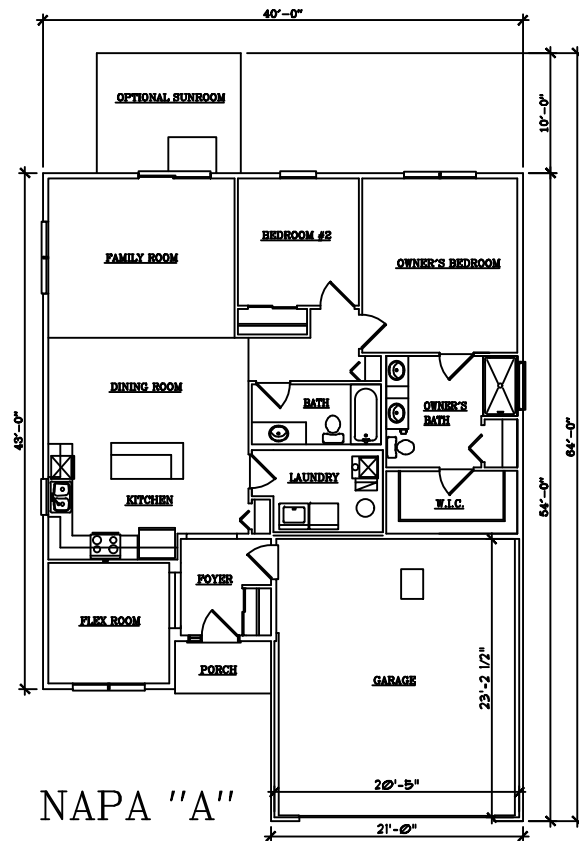 40'-0"
OPTIONAL SUNROOM
10'-0"
BEDROOM #2
FAMILY ROOM
OWNER'S BEDROOM
DINING ROOM
BATH
OWNER'S
BATH
43'-0"
64'-0"
LAUNDRY
KITCHEN
W.I.C.
54'-0"
FOYER
FLEX ROOM
PORCH
GARAGE
23'-2 1/2"
20'-5"
NAPA "A"
21'-0"